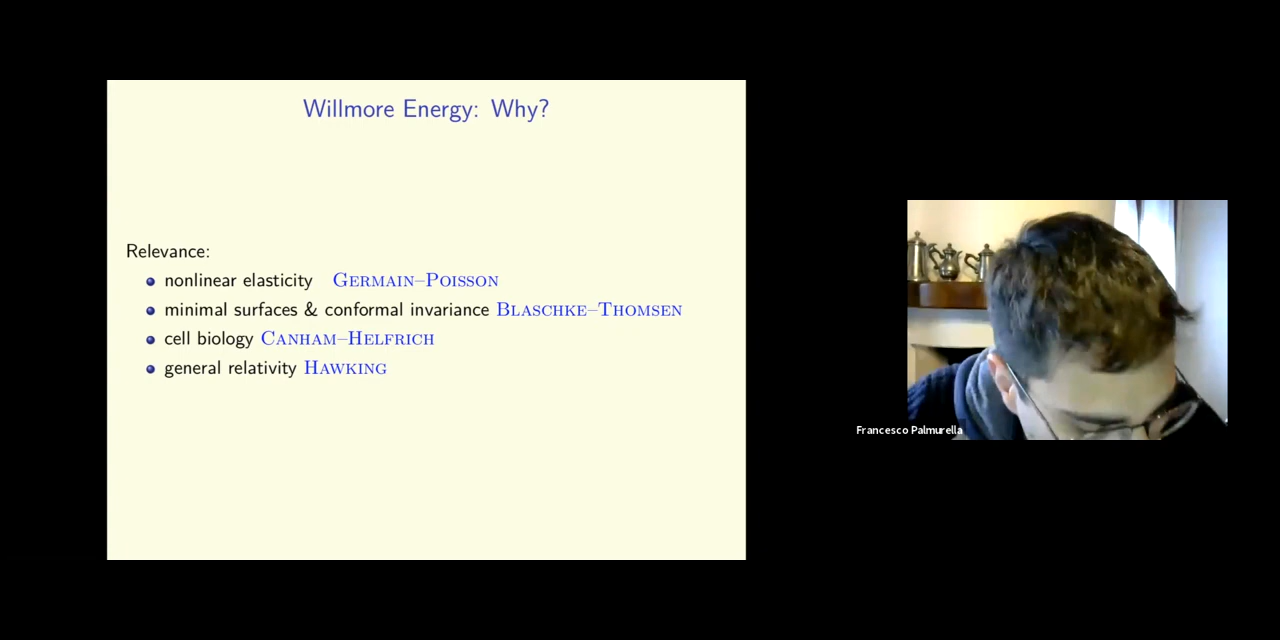 Willmore Energy: Why?
Relevance:
nonlinear elasticity GERMAIN–POISSON
minimal surfaces & conformal invariance BLASCHKE–THOMSEN
cell biology CANHAM–HELFRICH
general relativity HAWKING
Francesco Palmurella